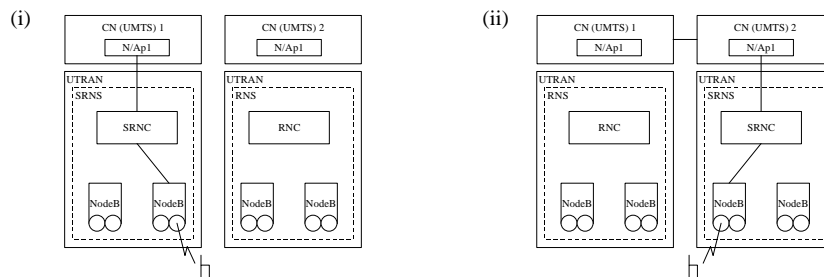 (i)
CN (UMTS) 1
N/Ap1
CN (UMTS) 2
N/Ap1
UTRAN
SRNS
SRNC
NodeB
NodeB
UTRAN
RNS
RNC
NodeB
NodeB
(ii)
CN (UMTS) 1
N/Ap1
CN (UMTS) 2
N/Ap1
UTRAN
RNS
RNC
NodeB
NodeB
UTRAN
SRNS
SRNC
NodeB
NodeB